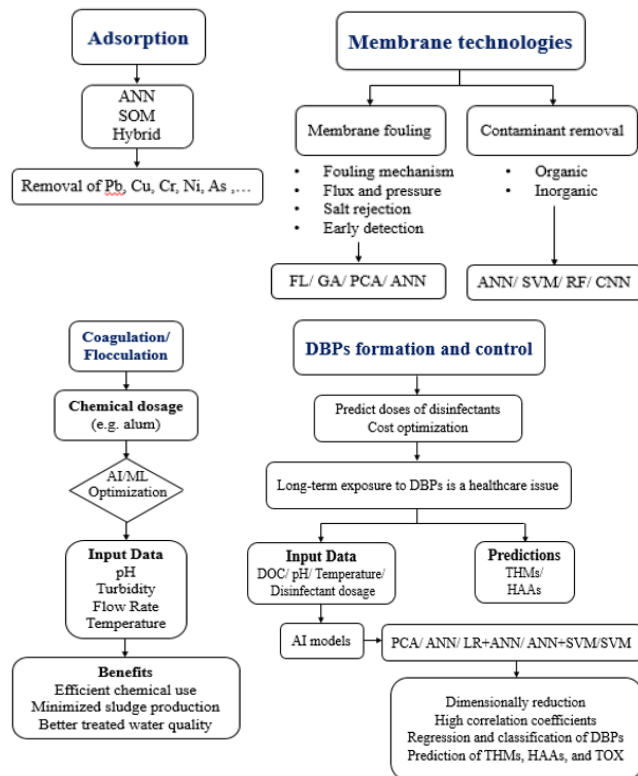 Adsorption
ANN
SOM
Hybrid
Removal of Pb, Cu, Cr, Ni, As ,...
Membrane technologies
Membrane fouling
• Fouling mechanism
• Flux and pressure
• Salt rejection
• Early detection
FL/ GA/ PCA/ ANN
Contaminant removal
• Organic
• Inorganic
ANN/ SVM/ RF/ CNN
Coagulation/
Flocculation
Chemical dosage
(e.g. alum)
AI/ML
Optimization
Input Data
pH
Turbidity
Flow Rate
Temperature
Benefits
Efficient chemical use
Minimized sludge production
Better treated water quality
DBPs formation and control
Predict doses of disinfectants
Cost optimization
Long-term exposure to DBPs is a healthcare issue
Input Data
DOC/ pH/ Temperature/
Disinfectant dosage
Predictions
THMs/
HAAs
AI models
PCA/ ANN/ LR+ANN/ ANN+SVM/SVM
Dimensionally reduction
High correlation coefficients
Regression and classification of DBPs
Prediction of THMs, HAAs, and TOX